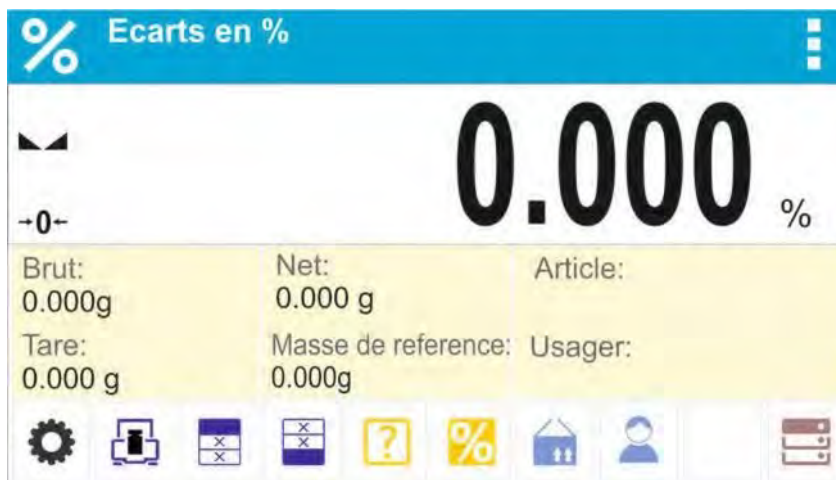 % Ecarts en %
0.000 %
→0←
Brut: Net: Article:
0.000g 0.000 g
Tare: Masse de reference: Usager:
0.000 g 0.000g
? %